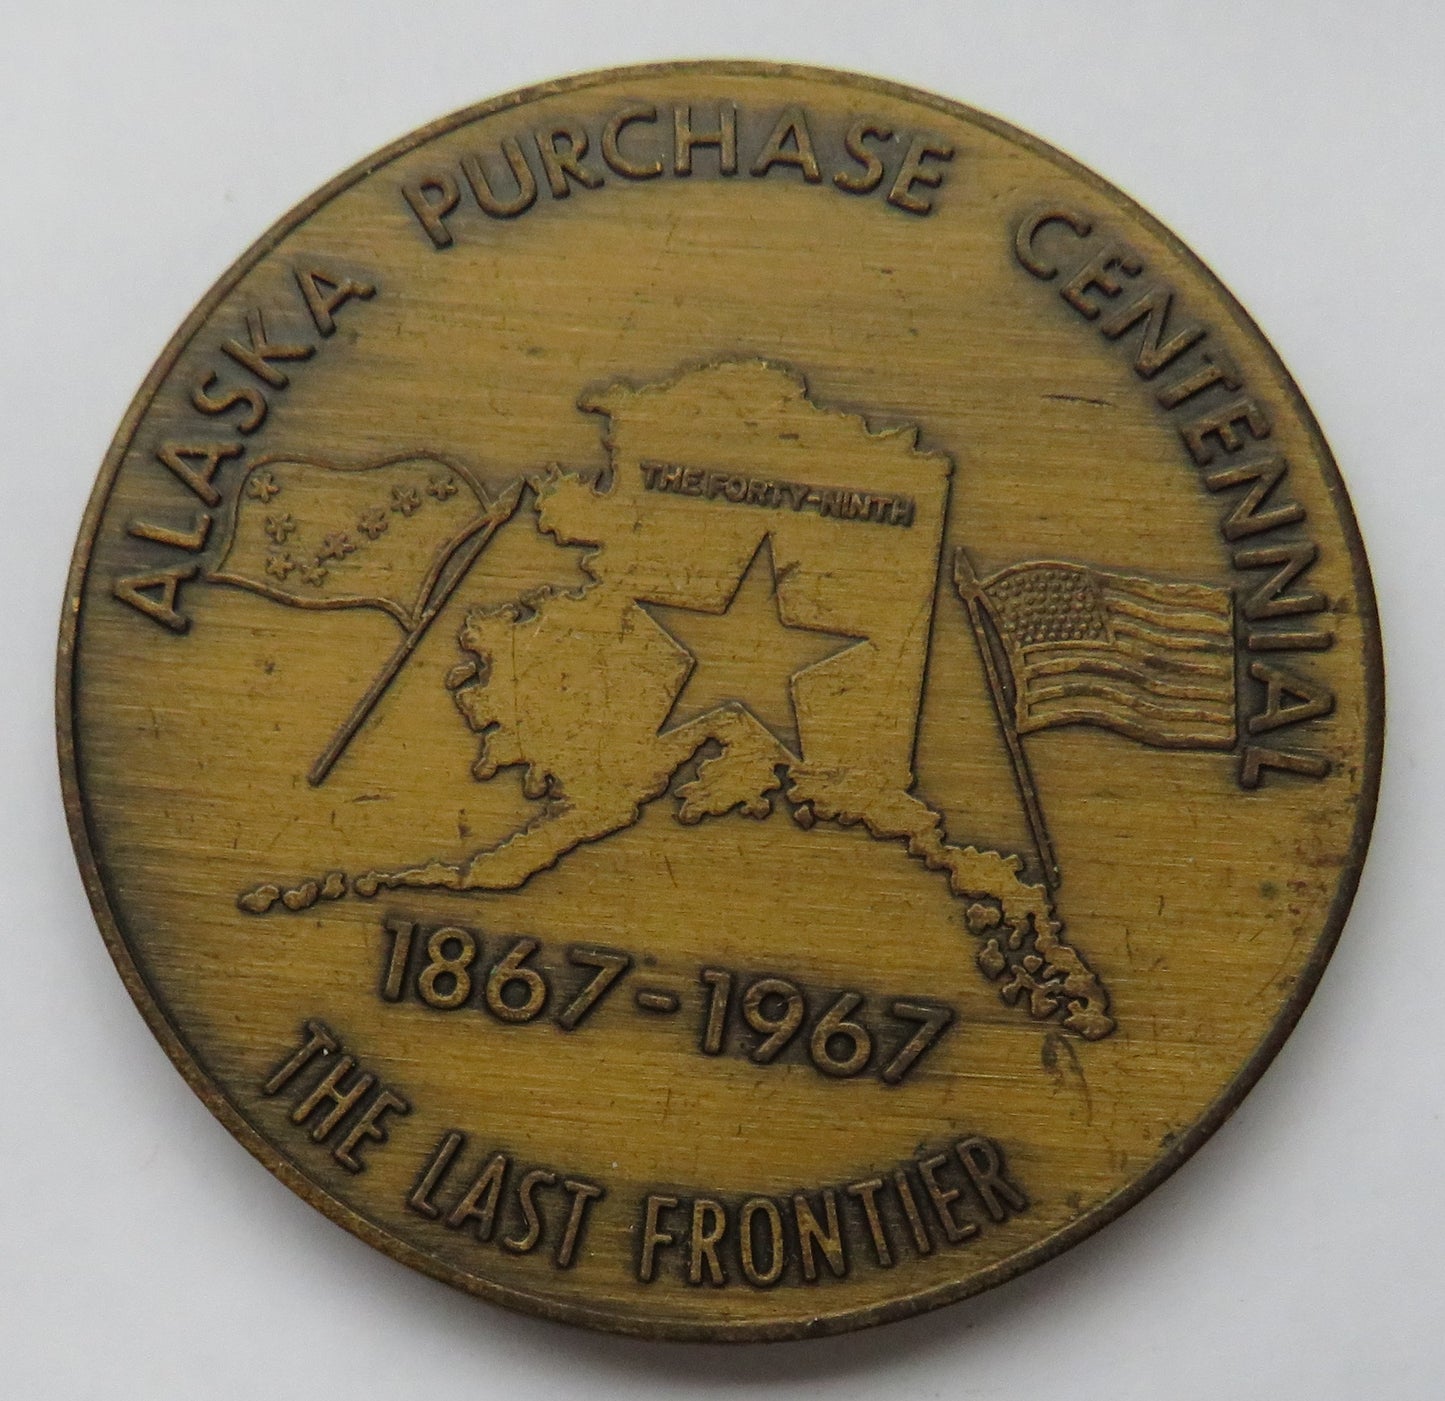 ALASKA PURCHASE CENTENNIAL
THE FORTY-NINTH
1867-1967
THE LAST FRONTIER